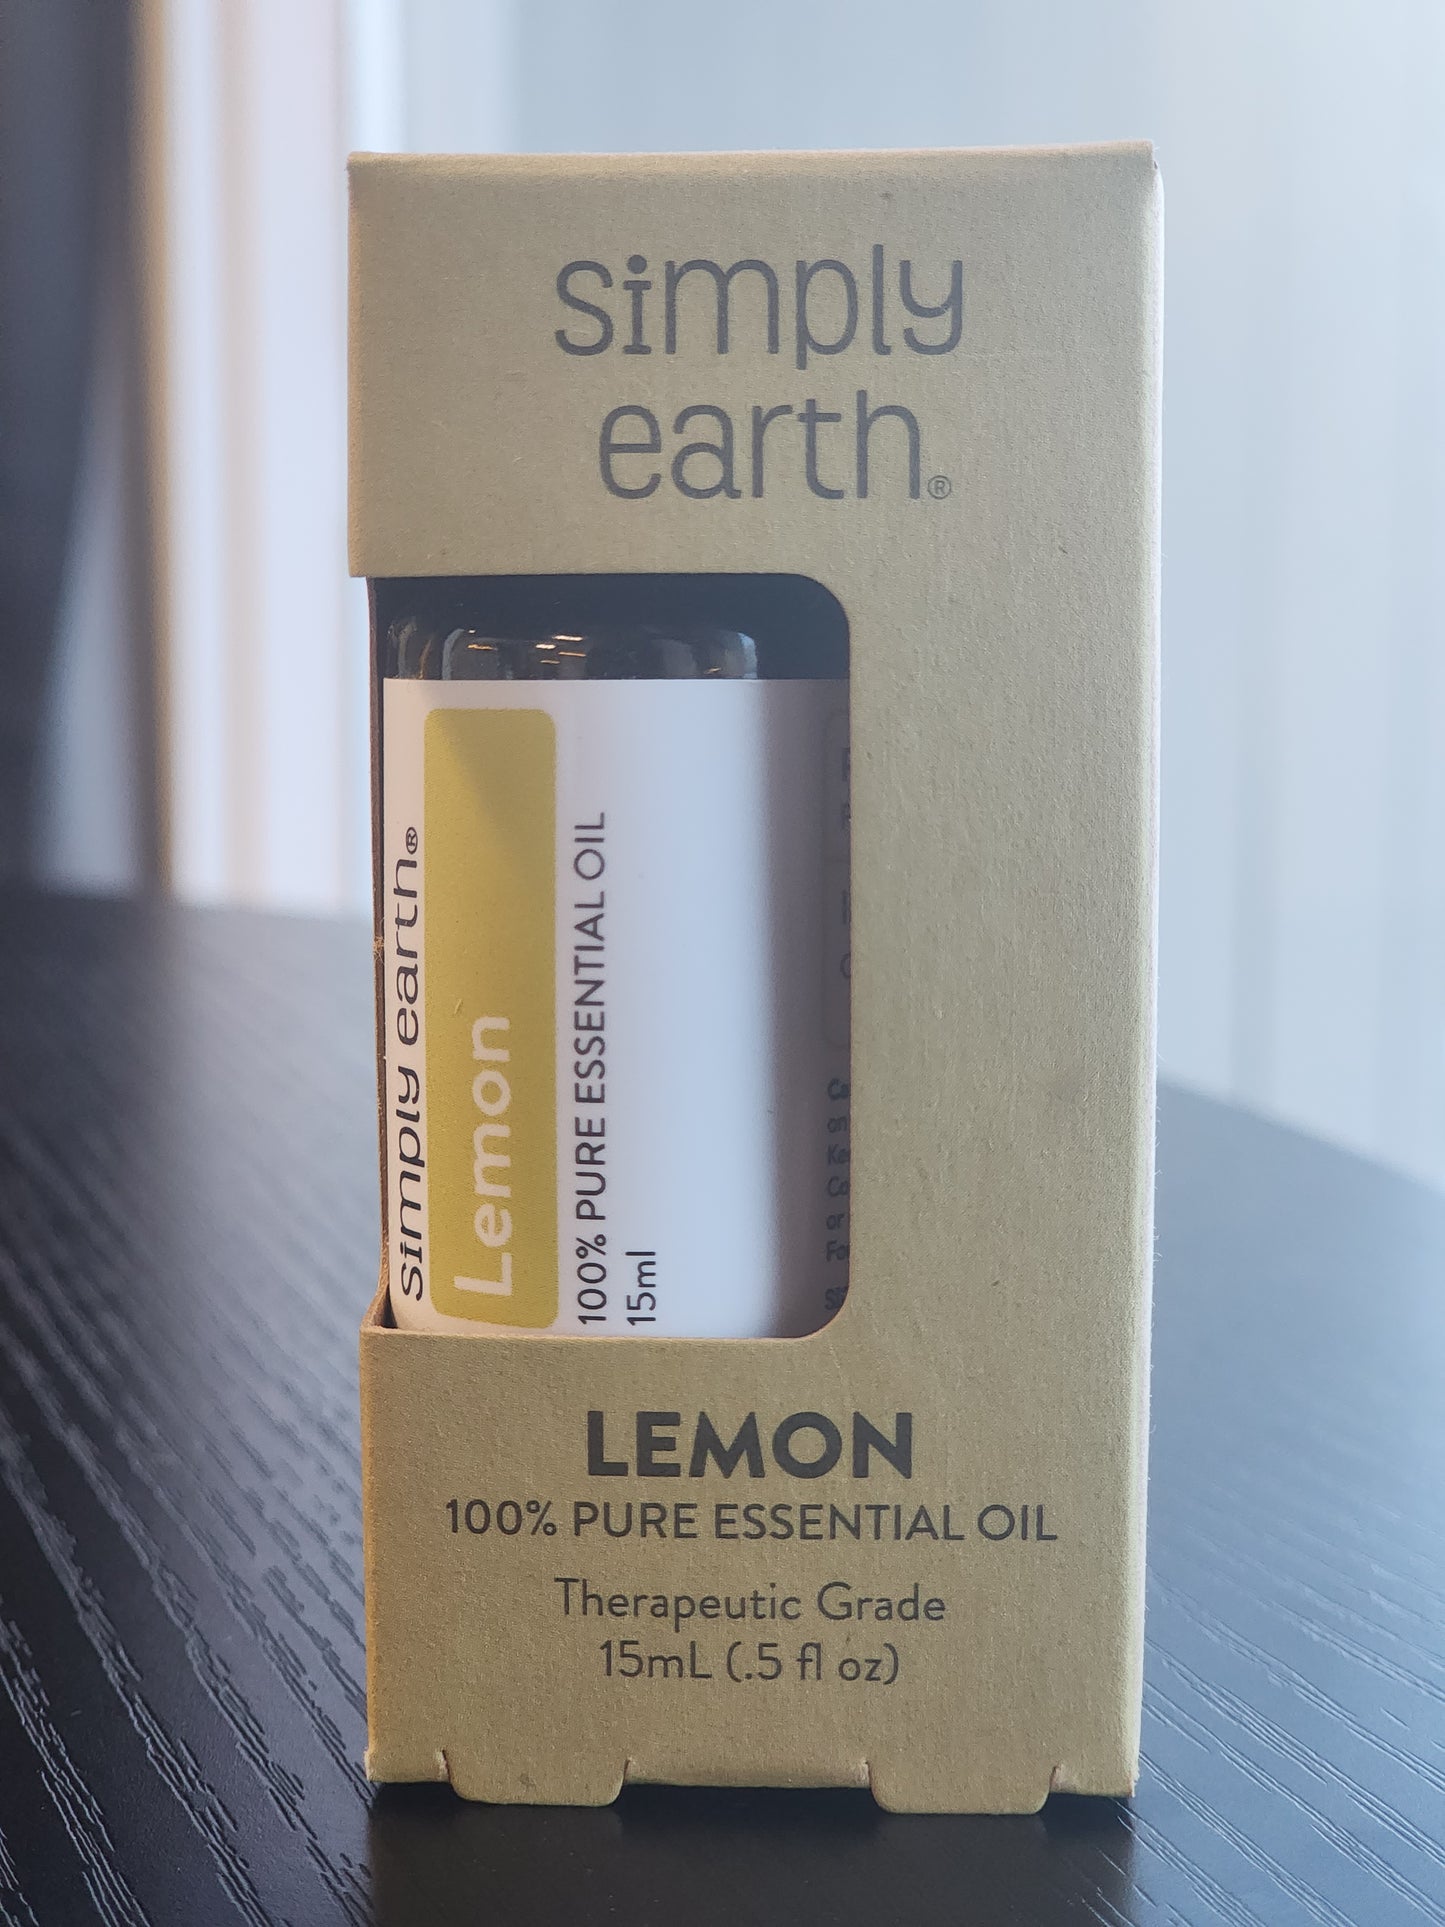 simply
earth®
simply earth®
Lemon
100% PURE ESSENTIAL OIL
15ml
LEMON
100% PURE ESSENTIAL OIL
Therapeutic Grade
15mL (.5 fl oz)